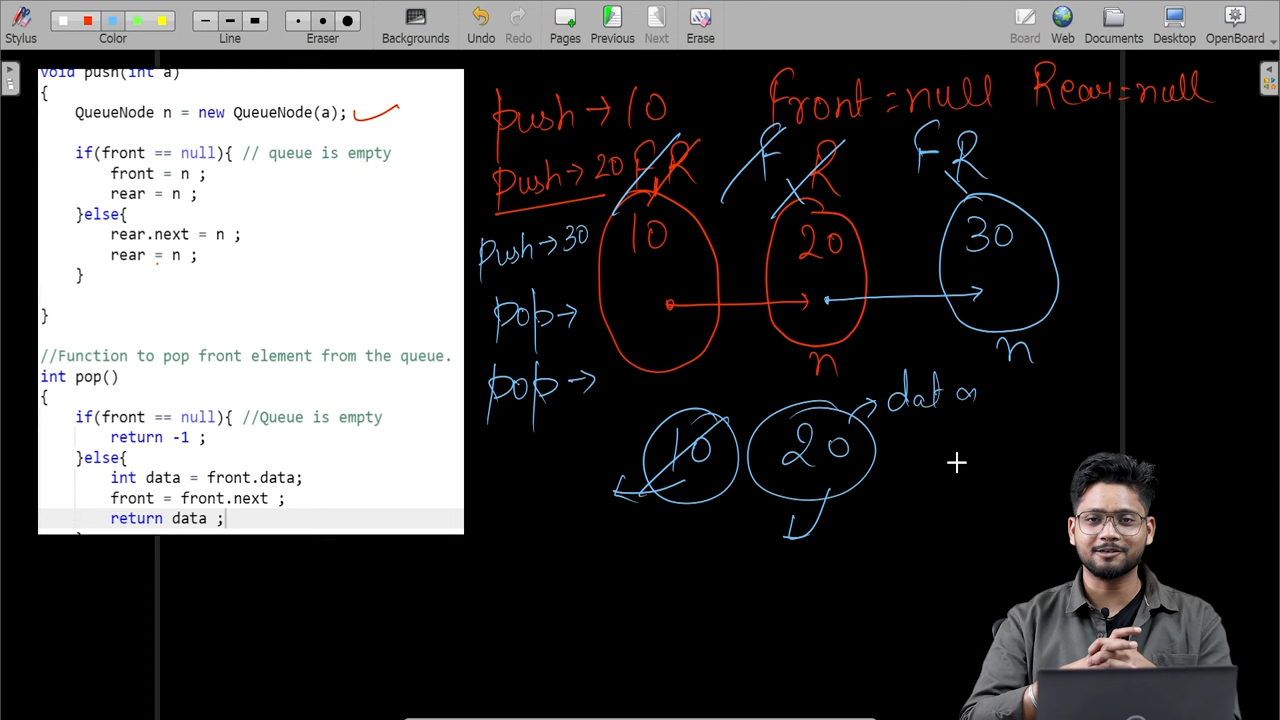 Stylus Color Line Eraser Backgrounds Undo Redo Pages Previous Next Erase Board Web Documents Desktop OpenBoard
void push(int a)
{
QueueNode n = new QueueNode(a);
if(front == null){ // queue is empty
front = n ;
rear = n ;
}else{
rear.next = n ;
rear = n ;
}
}
//Function to pop front element from the queue.
int pop()
{
if(front == null){ //Queue is empty
return -1 ;
}else{
int data = front.data;
front = front.next ;
return data ;
push → 10 Front = null Rear = null
push → 20 F R F R F R
push → 30 10 20 30
pop →
n n
pop → data
10 20